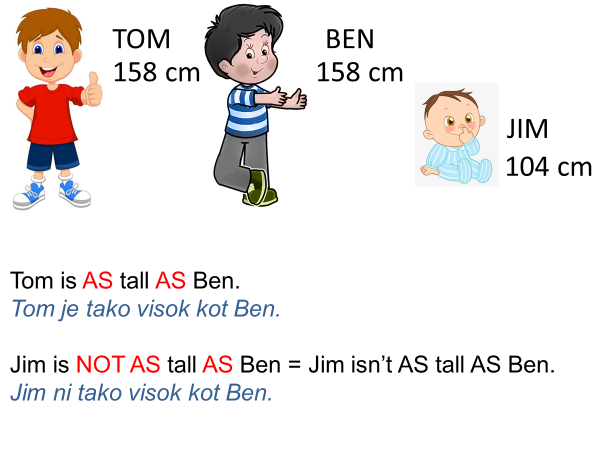 TOM
158 cm
BEN
158 cm
JIM
104 cm
Tom is AS tall AS Ben.
Tom je tako visok kot Ben.
Jim is NOT AS tall AS Ben = Jim isn’t AS tall AS Ben.
Jim ni tako visok kot Ben.